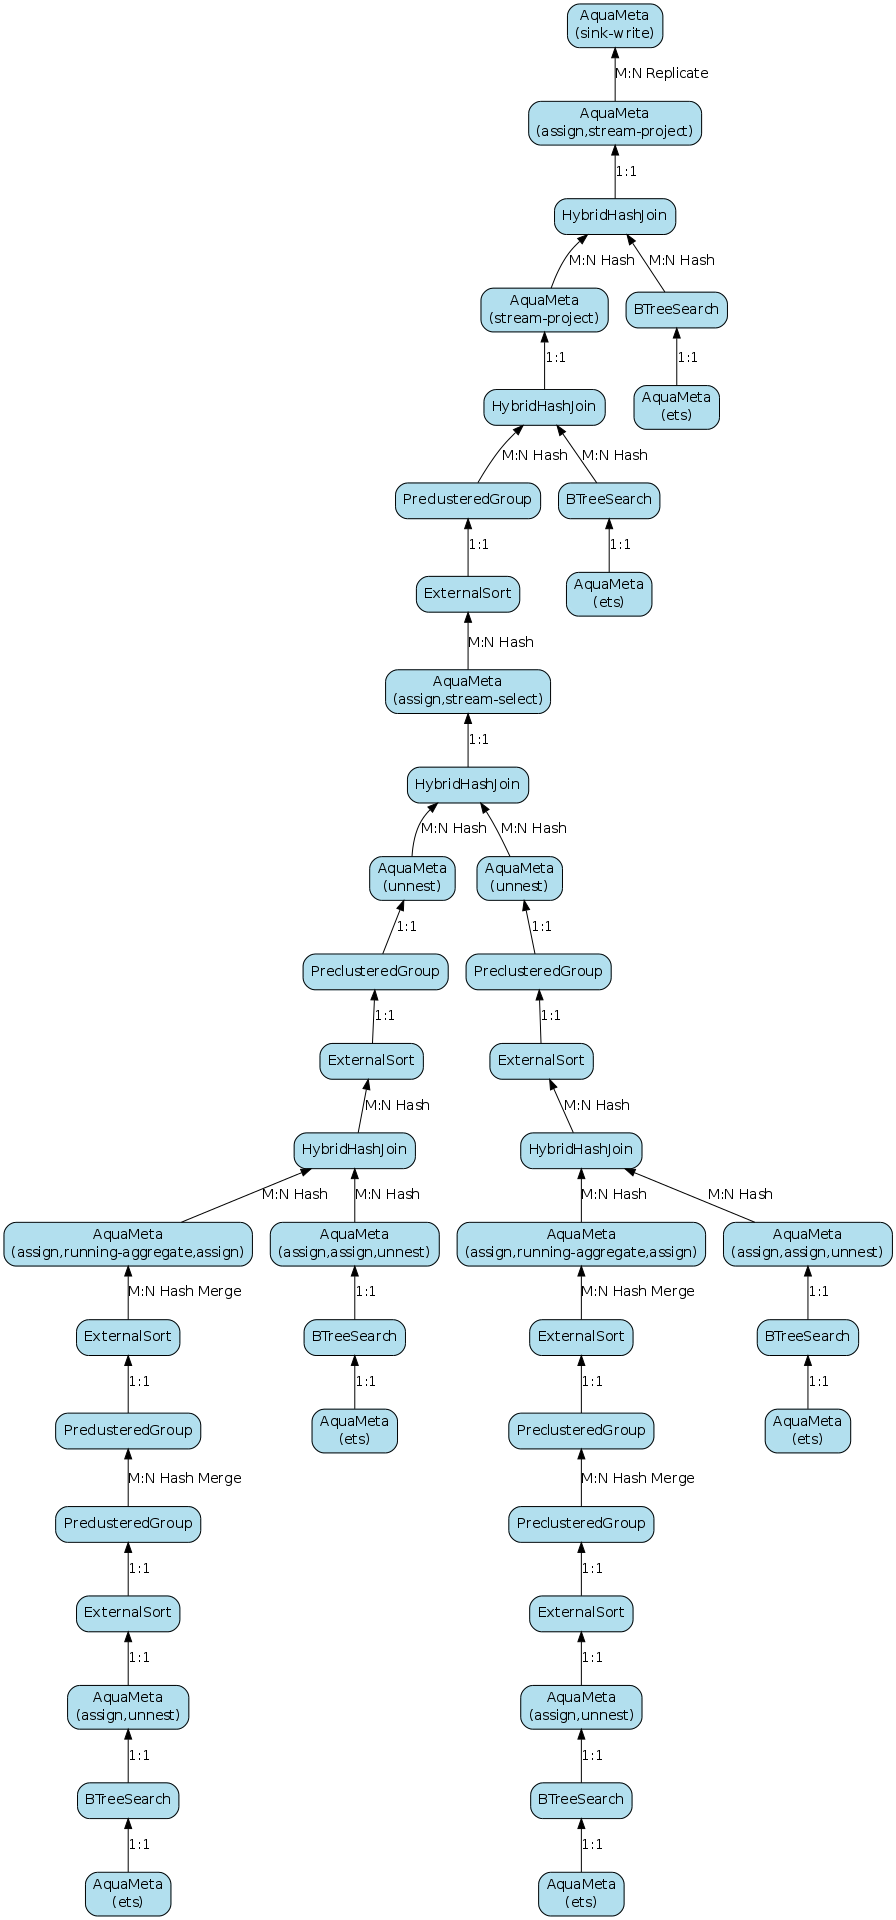 AquaMeta
(sink-write)
M:N Replicate
AquaMeta
(assign,stream-project)
1:1
HybridHashJoin
M:N Hash
M:N Hash
AquaMeta
(stream-project)
BTreeSearch
1:1
1:1
HybridHashJoin
AquaMeta
(ets)
M:N Hash
M:N Hash
PreclusteredGroup
BTreeSearch
1:1
1:1
ExternalSort
AquaMeta
(ets)
M:N Hash
AquaMeta
(assign,stream-select)
1:1
HybridHashJoin
M:N Hash
M:N Hash
AquaMeta
(unnest)
AquaMeta
(unnest)
1:1
1:1
PreclusteredGroup
PreclusteredGroup
1:1
1:1
ExternalSort
ExternalSort
M:N Hash
M:N Hash
HybridHashJoin
HybridHashJoin
M:N Hash
M:N Hash
M:N Hash
M:N Hash
AquaMeta
(assign,running-aggregate,assign)
AquaMeta
(assign,assign,unnest)
AquaMeta
(assign,running-aggregate,assign)
AquaMeta
(assign,assign,unnest)
M:N Hash Merge
1:1
M:N Hash Merge
1:1
ExternalSort
BTreeSearch
ExternalSort
BTreeSearch
1:1
1:1
1:1
1:1
PreclusteredGroup
AquaMeta
(ets)
PreclusteredGroup
AquaMeta
(ets)
M:N Hash Merge
M:N Hash Merge
PreclusteredGroup
PreclusteredGroup
1:1
1:1
ExternalSort
ExternalSort
1:1
1:1
AquaMeta
(assign,unnest)
AquaMeta
(assign,unnest)
1:1
1:1
BTreeSearch
BTreeSearch
1:1
1:1
AquaMeta
(ets)
AquaMeta
(ets)